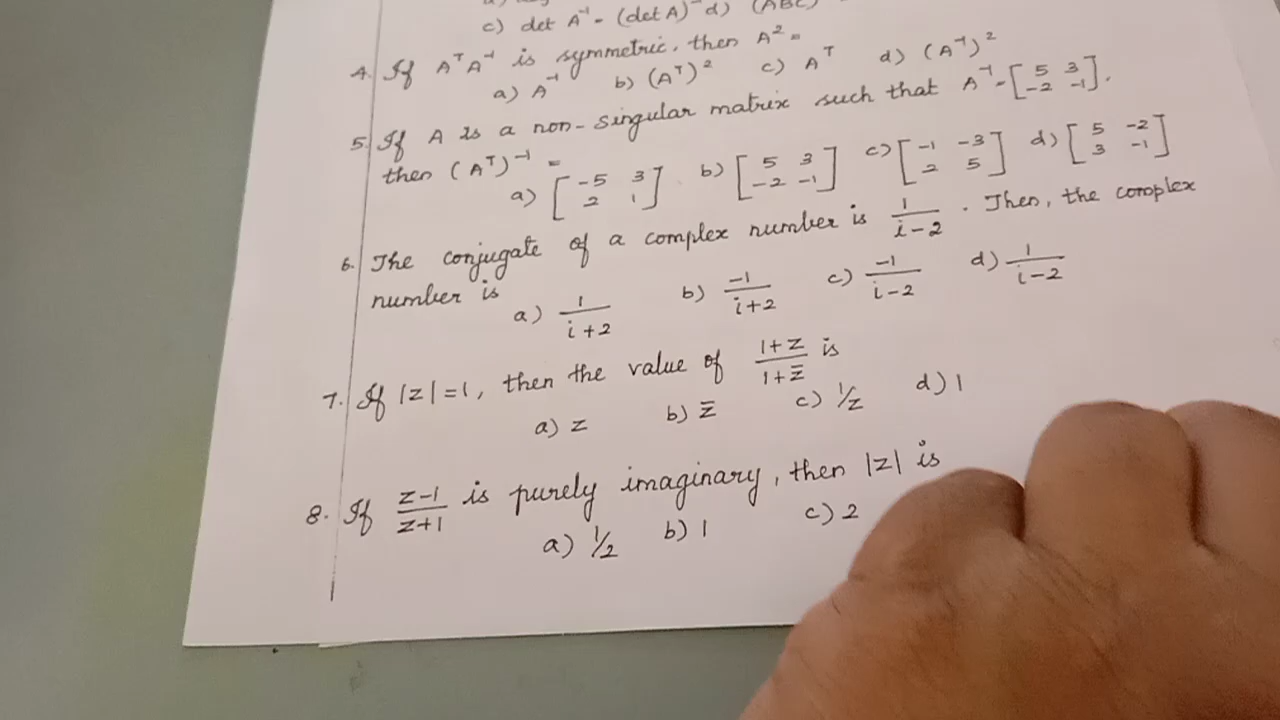 c) det A⁻¹ = (det A)⁻ d) (ABC)
4. If AᵀA⁻¹ is symmetric, then A² =
a) A⁻¹ b) (Aᵀ)² c) Aᵀ d) (A⁻¹)²
5. If A is a non-singular matrix such that A⁻¹ = [5 3; -2 -1].
then (Aᵀ)⁻¹ =
a) [-5 3; 2 1] b) [5 3; -2 -1] c) [-1 -3; 2 5] d) [5 -2; 3 -1]
6. The conjugate of a complex number is 1/(i-2). Then, the complex
number is
a) 1/(i+2) b) -1/(i+2) c) -1/(i-2) d) 1/(i-2)
7. If |z|=1, then the value of (1+z)/(1+z̄) is
a) z b) z̄ c) 1/z d) 1
8. If (z-1)/(z+1) is purely imaginary, then |z| is
a) 1/2 b) 1 c) 2